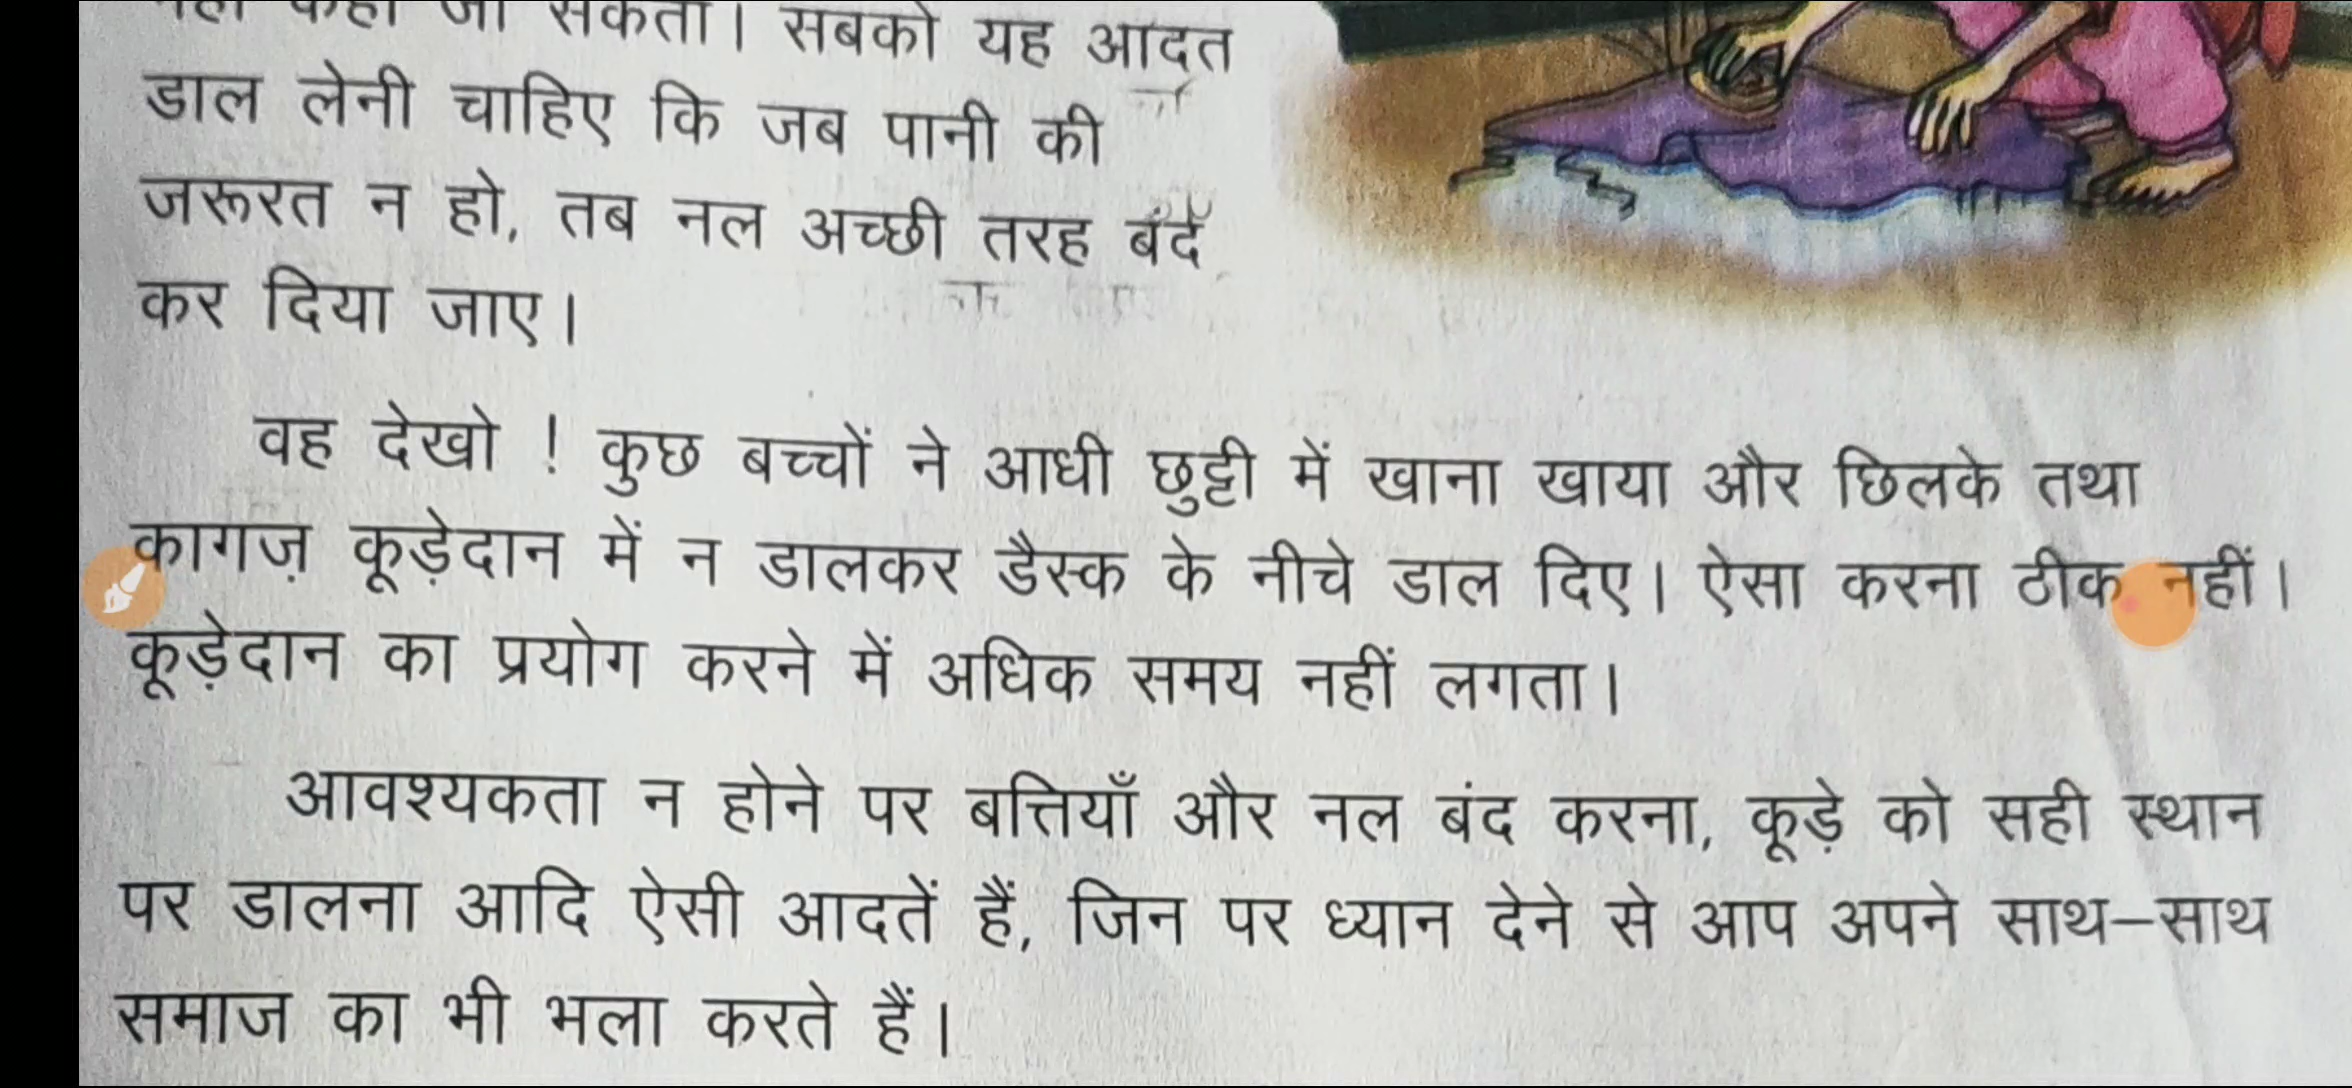 जा सकता। सबको यह आदत
डाल लेनी चाहिए कि जब पानी की
जरूरत न हो, तब नल अच्छी तरह बंद
कर दिया जाए।
वह देखो ! कुछ बच्चों ने आधी छुट्टी में खाना खाया और छिलके तथा
कागज़ कूड़ेदान में न डालकर डैस्क के नीचे डाल दिए। ऐसा करना ठीक नहीं।
कूड़ेदान का प्रयोग करने में अधिक समय नहीं लगता।
आवश्यकता न होने पर बत्तियाँ और नल बंद करना, कूड़े को सही स्थान
पर डालना आदि ऐसी आदतें हैं, जिन पर ध्यान देने से आप अपने साथ–साथ
समाज का भी भला करते हैं।